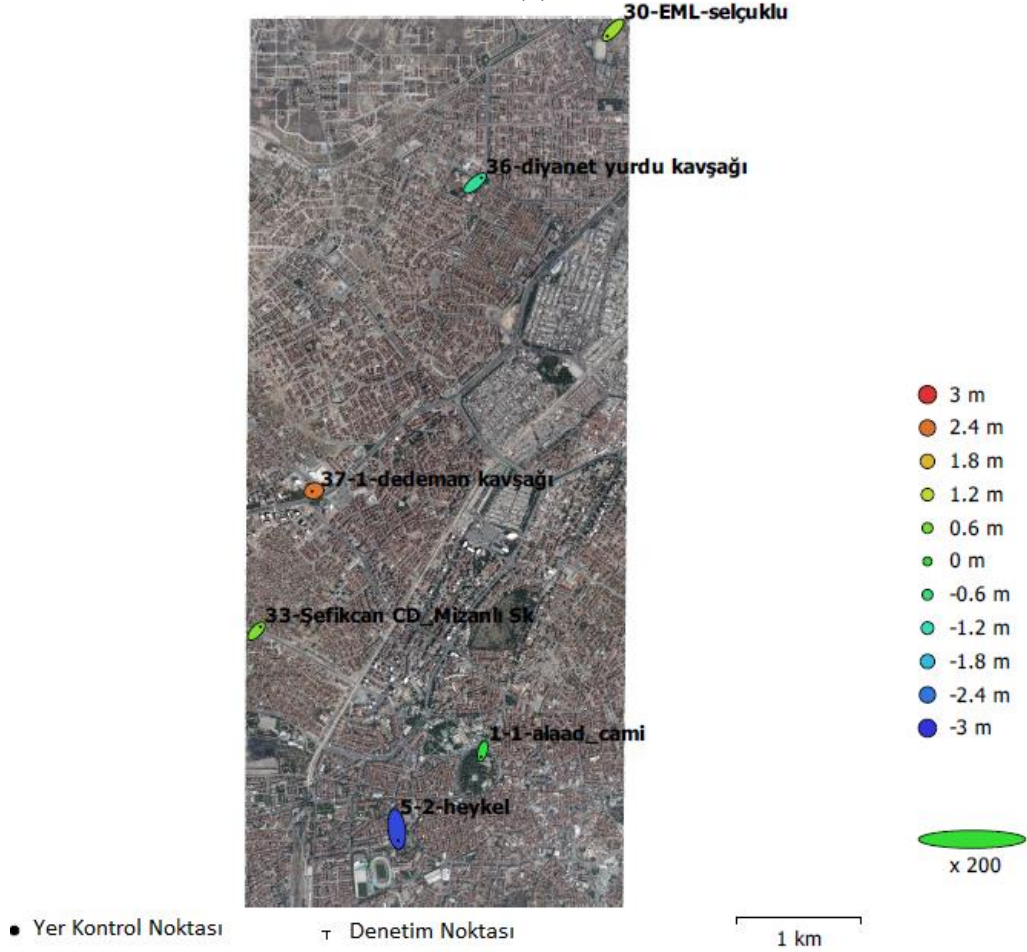 30-EML-selçuklu
36-diyanet yurdu kavşağı
37-1-dedeman kavşağı
33-Şefikcan CD_Mizanlı Sk
1-1-alaad_cami
5-2-heykel
3 m
2.4 m
1.8 m
1.2 m
0.6 m
0 m
-0.6 m
-1.2 m
-1.8 m
-2.4 m
-3 m
x 200
Yer Kontrol Noktası
Denetim Noktası
1 km